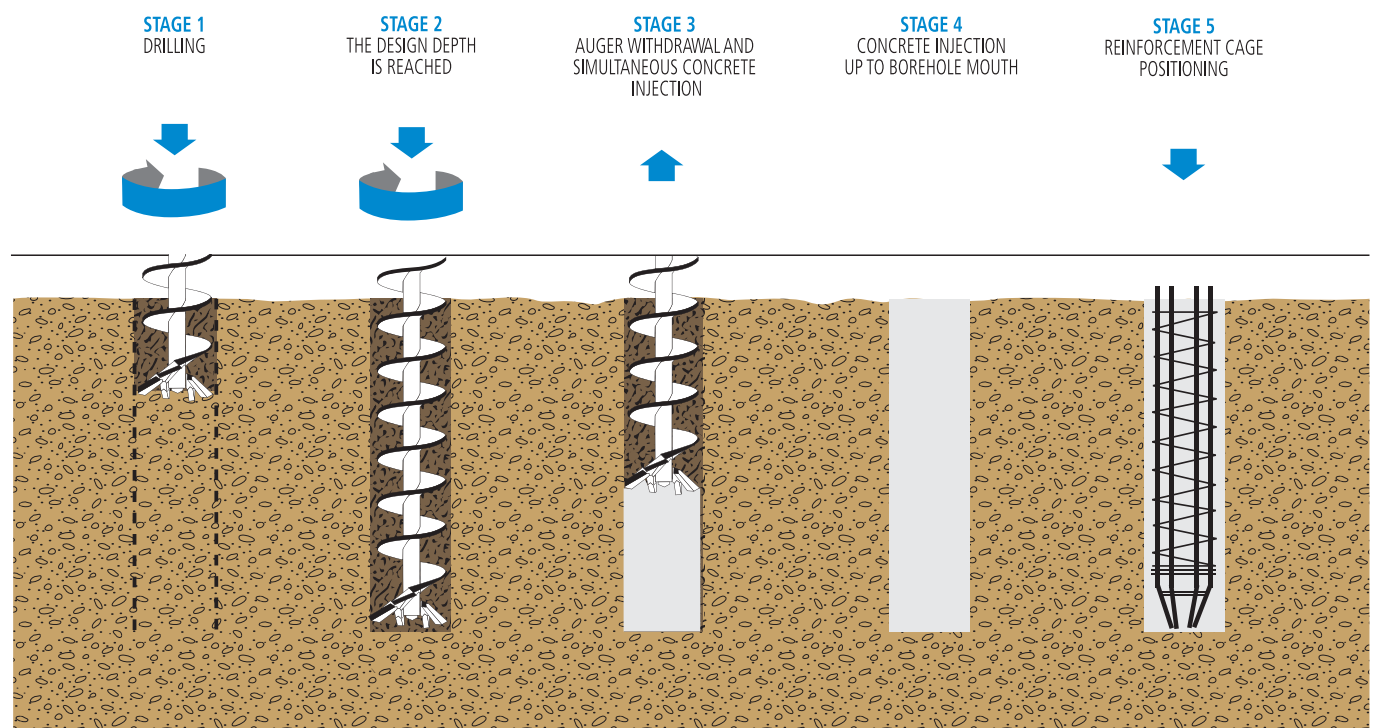 STAGE 1
DRILLING
STAGE 2
THE DESIGN DEPTH
IS REACHED
STAGE 3
AUGER WITHDRAWAL AND
SIMULTANEOUS CONCRETE
INJECTION
STAGE 4
CONCRETE INJECTION
UP TO BOREHOLE MOUTH
STAGE 5
REINFORCEMENT CAGE
POSITIONING